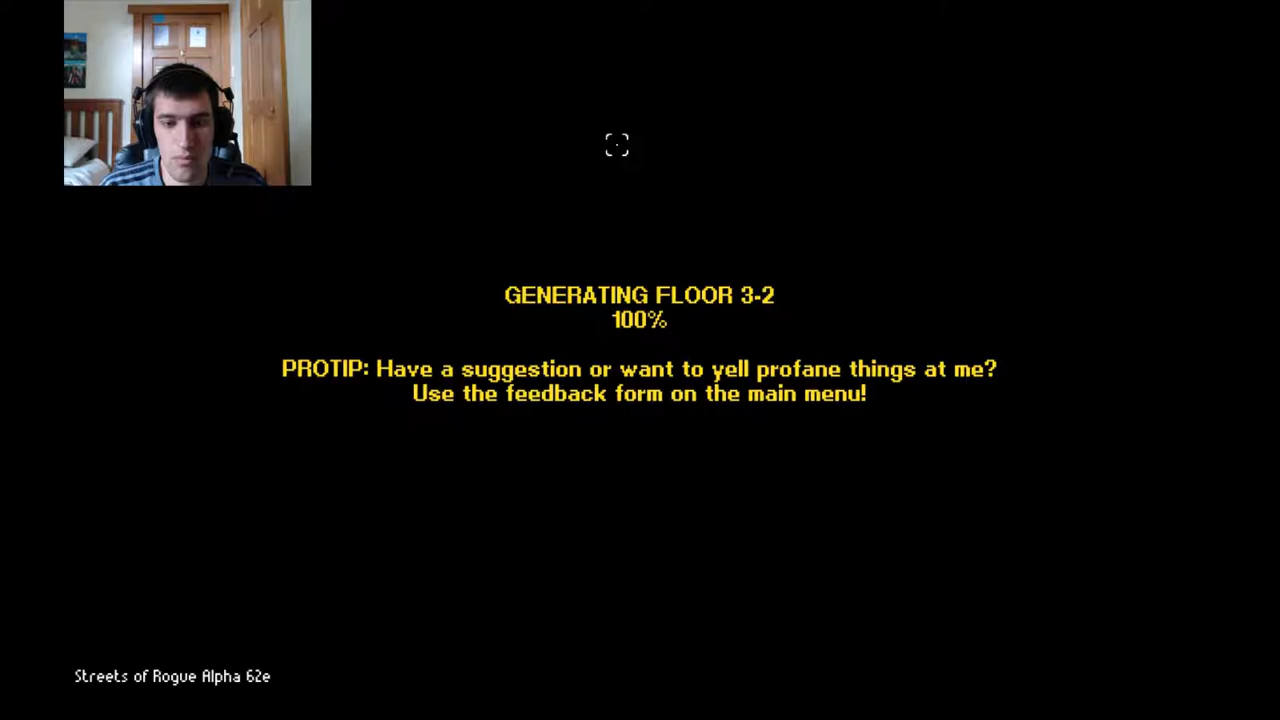 GENERATING FLOOR 3-2
100%
PROTIP: Have a suggestion or want to yell profane things at me?
Use the feedback form on the main menu!
Streets of Rogue Alpha 62e